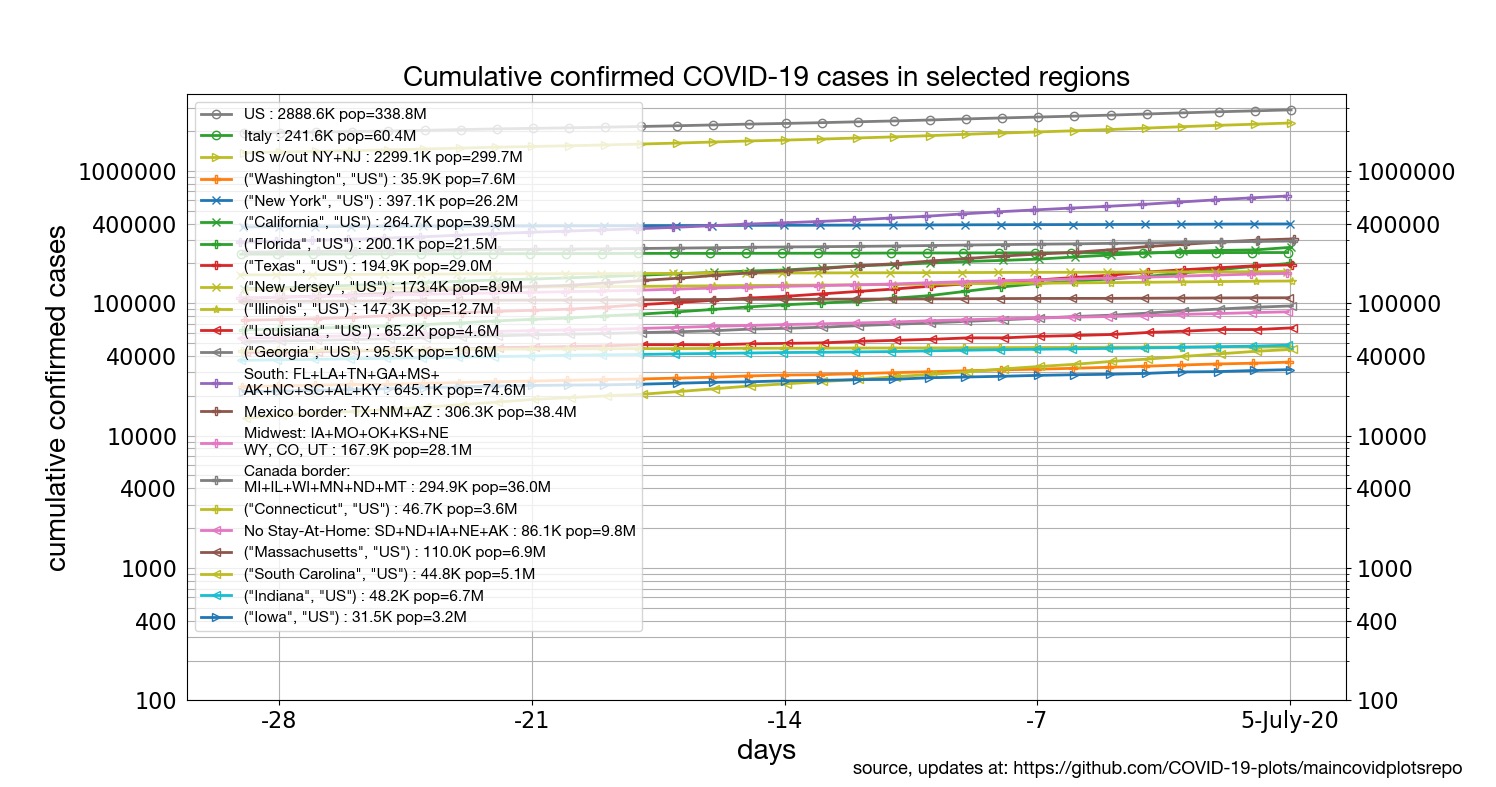 Cumulative confirmed COVID-19 cases in selected regions
US : 2888.6K pop=338.8M
Italy : 241.6K pop=60.4M
US w/out NY+NJ : 2299.1K pop=299.7M
("Washington", "US") : 35.9K pop=7.6M
("New York", "US") : 397.1K pop=26.2M
("California", "US") : 264.7K pop=39.5M
("Florida", "US") : 200.1K pop=21.5M
("Texas", "US") : 194.9K pop=29.0M
("New Jersey", "US") : 173.4K pop=8.9M
("Illinois", "US") : 147.3K pop=12.7M
("Louisiana", "US") : 65.2K pop=4.6M
("Georgia", "US") : 95.5K pop=10.6M
South: FL+LA+TN+GA+MS+
AK+NC+SC+AL+KY : 645.1K pop=74.6M
Mexico border: TX+NM+AZ : 306.3K pop=38.4M
Midwest: IA+MO+OK+KS+NE
WY, CO, UT : 167.9K pop=28.1M
Canada border:
MI+IL+WI+MN+ND+MT : 294.9K pop=36.0M
("Connecticut", "US") : 46.7K pop=3.6M
No Stay-At-Home: SD+ND+IA+NE+AK : 86.1K pop=9.8M
("Massachusetts", "US") : 110.0K pop=6.9M
("South Carolina", "US") : 44.8K pop=5.1M
("Indiana", "US") : 48.2K pop=6.7M
("Iowa", "US") : 31.5K pop=3.2M
cumulative confirmed cases
1000000
400000
100000
40000
10000
4000
1000
400
100
1000000
400000
100000
40000
10000
4000
1000
400
100
-28
-21
-14
-7
5-July-20
days
source, updates at: https://github.com/COVID-19-plots/maincovidplotsrepo